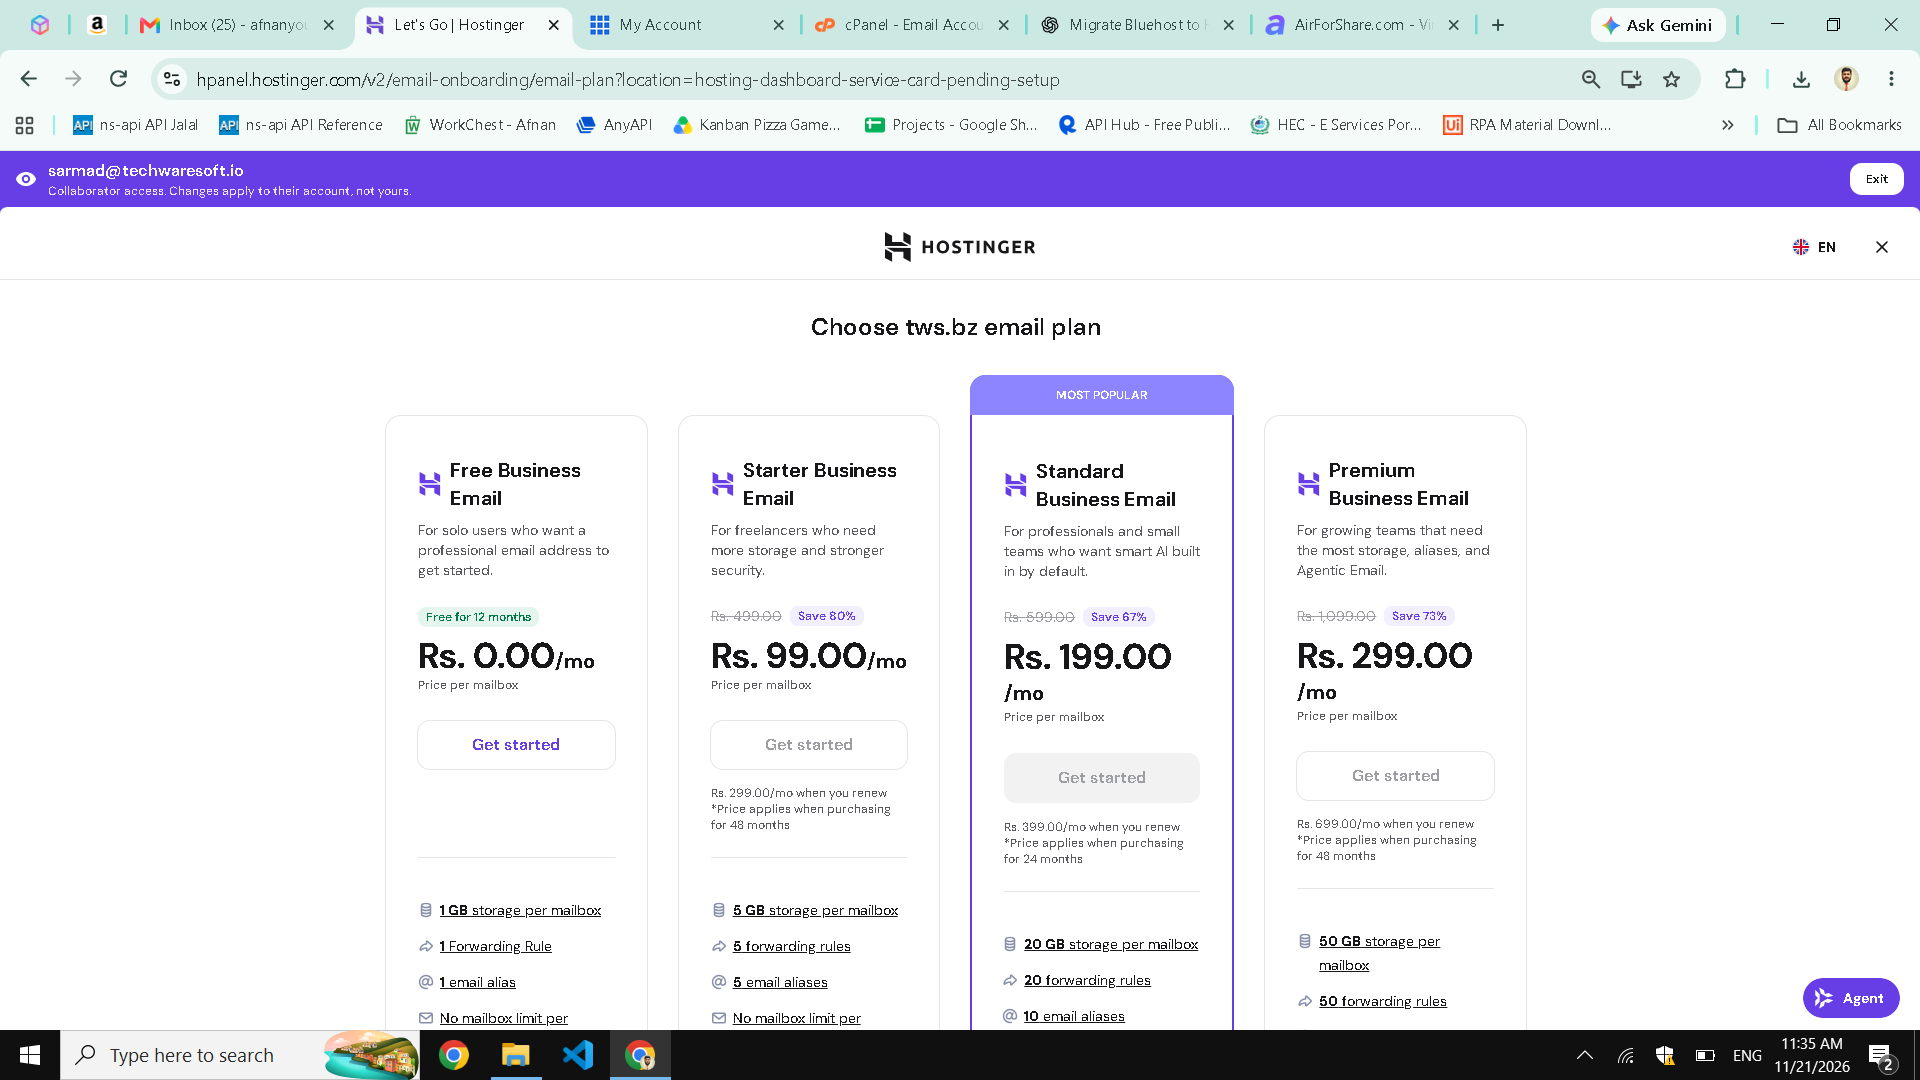 Inbox (25) - afnanyou
Let's Go | Hostinger
My Account
cPanel - Email Accou
Migrate Bluehost to H
AirForShare.com - Vi
Ask Gemini
hpanel.hostinger.com/v2/email-onboarding/email-plan?location=hosting-dashboard-service-card-pending-setup
API ns-api API Jalal
API ns-api API Reference
WorkChest - Afnan
AnyAPI
Kanban Pizza Game...
Projects - Google Sh...
API Hub - Free Publi...
HEC - E Services Por...
Ui RPA Material Downl...
All Bookmarks
sarmad@techwaresoft.io
Collaborator access. Changes apply to their account, not yours.
Exit
HOSTINGER
EN
Choose tws.bz email plan
MOST POPULAR
Free Business
Email
For solo users who want a
professional email address to
get started.
Free for 12 months
Rs. 0.00/mo
Price per mailbox
Get started
1 GB storage per mailbox
1 Forwarding Rule
1 email alias
No mailbox limit per
Starter Business
Email
For freelancers who need
more storage and stronger
security.
Rs. 499.00 Save 80%
Rs. 99.00/mo
Price per mailbox
Get started
Rs. 299.00/mo when you renew
*Price applies when purchasing
for 48 months
5 GB storage per mailbox
5 forwarding rules
5 email aliases
No mailbox limit per
Standard
Business Email
For professionals and small
teams who want smart AI built
in by default.
Rs. 599.00 Save 67%
Rs. 199.00
/mo
Price per mailbox
Get started
Rs. 399.00/mo when you renew
*Price applies when purchasing
for 24 months
20 GB storage per mailbox
20 forwarding rules
10 email aliases
Premium
Business Email
For growing teams that need
the most storage, aliases, and
Agentic Email.
Rs. 1,099.00 Save 73%
Rs. 299.00
/mo
Price per mailbox
Get started
Rs. 699.00/mo when you renew
*Price applies when purchasing
for 48 months
50 GB storage per
mailbox
50 forwarding rules
Agent
Type here to search
ENG
11:35 AM
11/21/2026
2